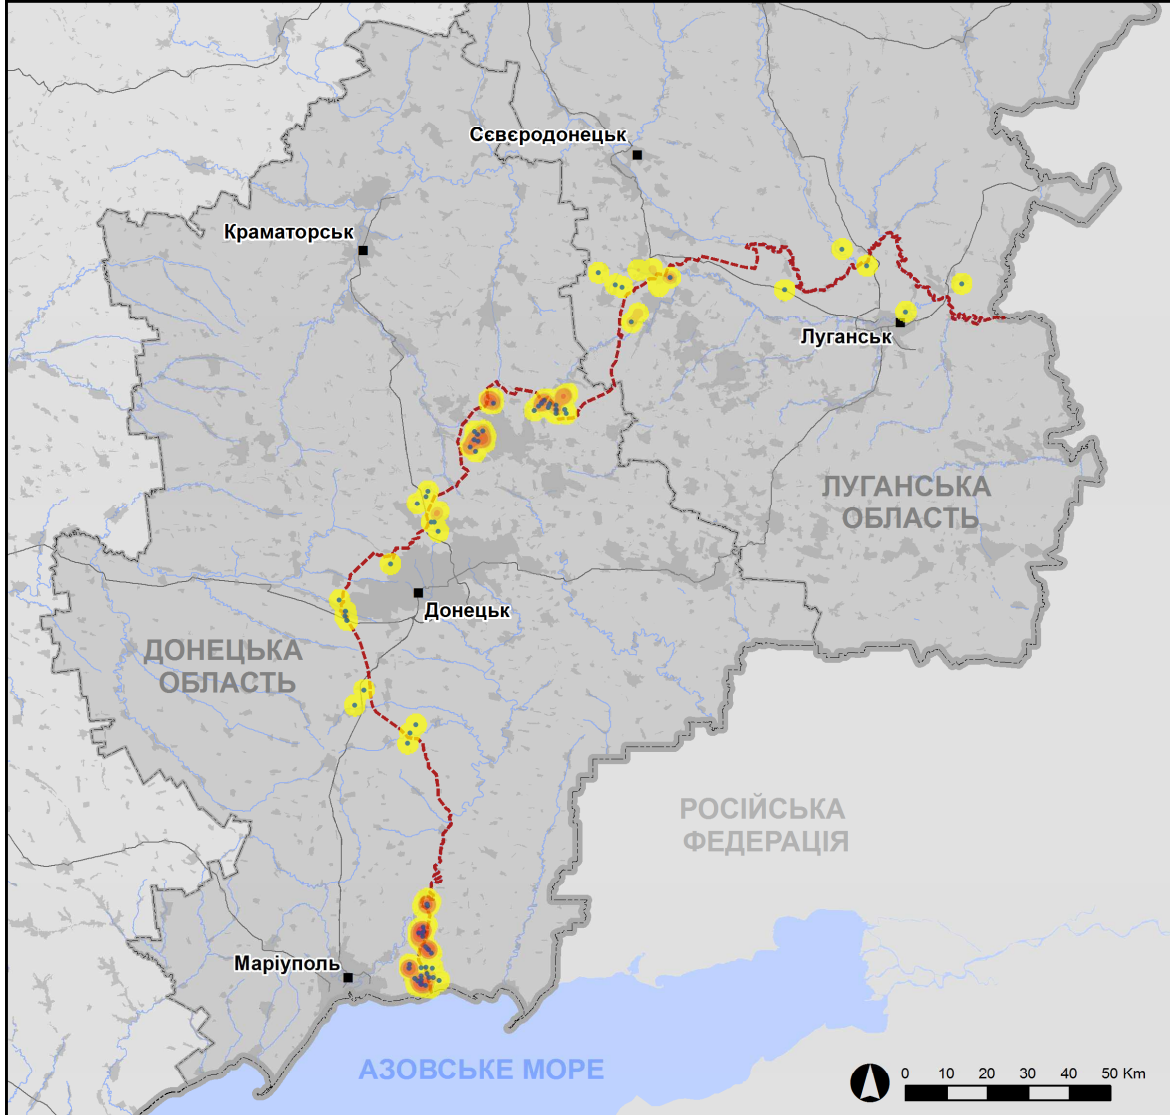 Сєвєродонецьк
Краматорськ
Луганськ
ЛУГАНСЬКА
ОБЛАСТЬ
Донецьк
ДОНЕЦЬКА
ОБЛАСТЬ
РОСІЙСЬКА
ФЕДЕРАЦІЯ
Маріуполь
АЗОВСЬКЕ МОРЕ
0 10 20 30 40 50 Km